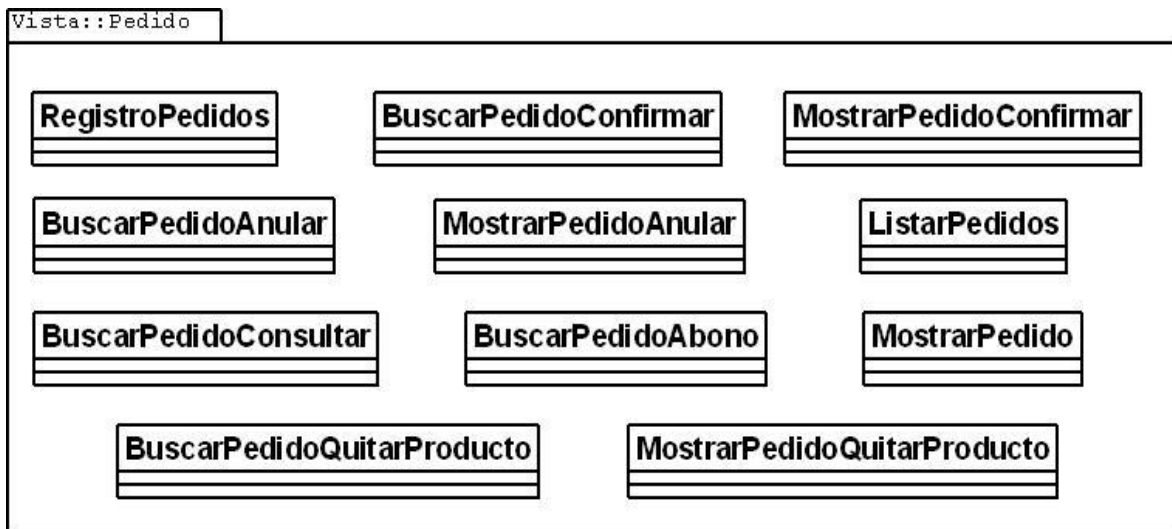 Vista::Pedido
RegistroPedidos
BuscarPedidoConfirmar
MostrarPedidoConfirmar
BuscarPedidoAnular
MostrarPedidoAnular
ListarPedidos
BuscarPedidoConsultar
BuscarPedidoAbono
MostrarPedido
BuscarPedidoQuitarProducto
MostrarPedidoQuitarProducto